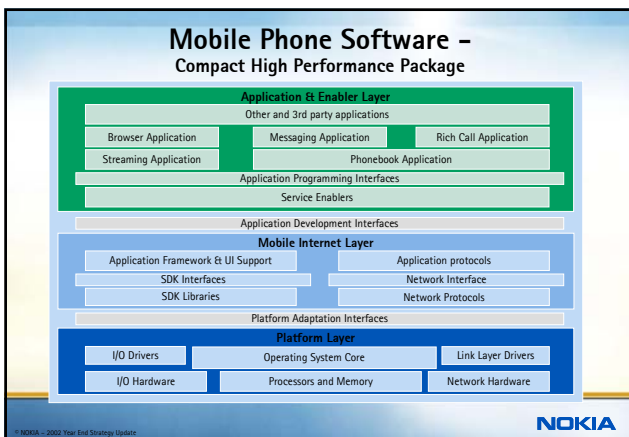 Mobile Phone Software –
Compact High Performance Package
Application & Enabler Layer
Other and 3rd party applications
Browser Application
Messaging Application
Rich Call Application
Streaming Application
Phonebook Application
Application Programming Interfaces
Service Enablers
Application Development Interfaces
Mobile Internet Layer
Application Framework & UI Support
Application protocols
SDK Interfaces
Network Interface
SDK Libraries
Network Protocols
Platform Adaptation Interfaces
Platform Layer
I/O Drivers
Operating System Core
Link Layer Drivers
I/O Hardware
Processors and Memory
Network Hardware
© NOKIA – 2002 Year End Strategy Update
NOKIA